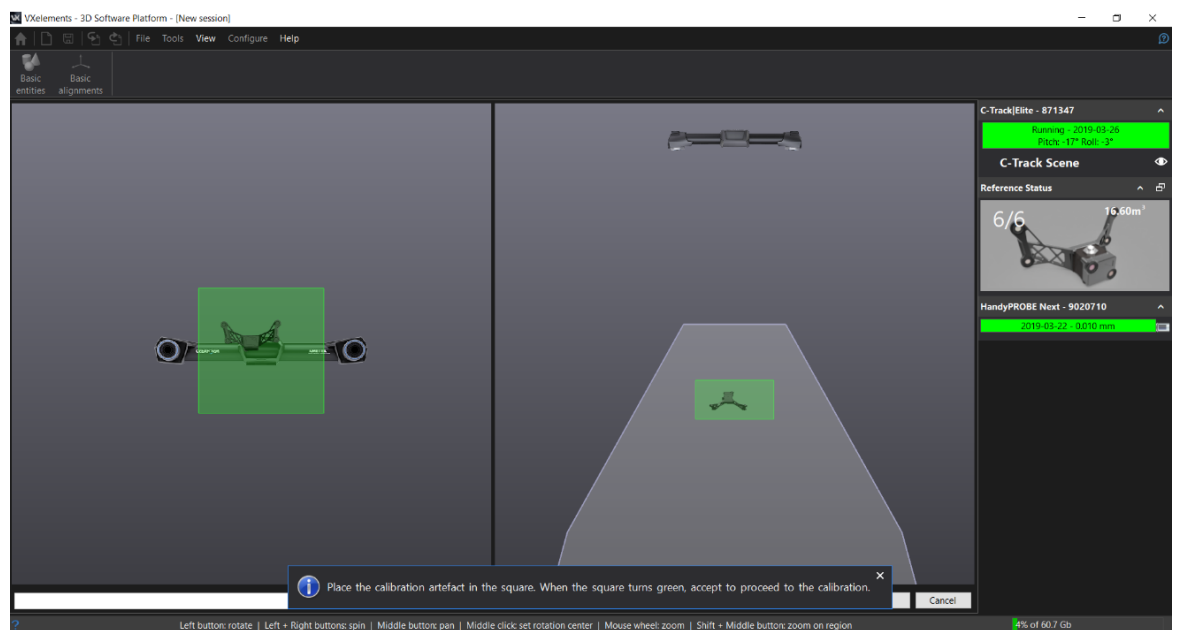 VXelements - 3D Software Platform - [New session]
File Tools View Configure Help
Basic entities
Basic alignments
C-Track|Elite - 871347
Running - 2019-03-26
Pitch: -17° Roll: -3°
C-Track Scene
Reference Status
6/6
16.60m³
HandyPROBE Next - 9020710
2019-03-22 - 0.010 mm
Place the calibration artefact in the square. When the square turns green, accept to proceed to the calibration.
Cancel
Left button: rotate | Left + Right buttons: spin | Middle button: pan | Middle click: set rotation center | Mouse wheel: zoom | Shift + Middle button: zoom on region
4% of 60.7 Gb